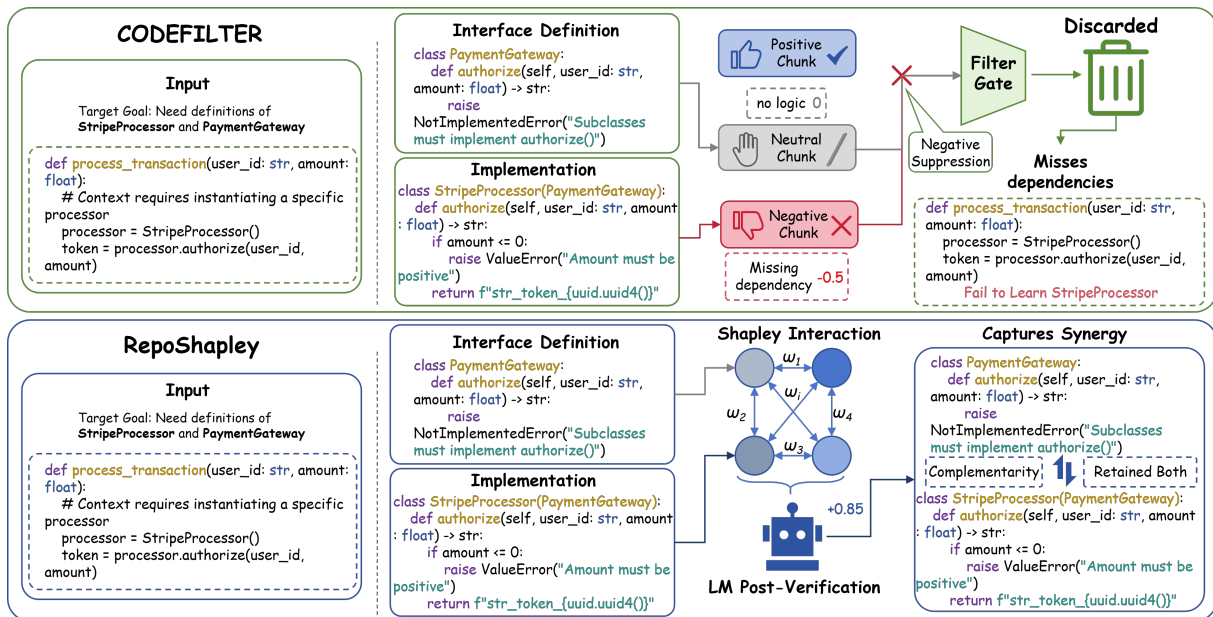 CODEFILTER
Input
Target Goal: Need definitions of
StripeProcessor and PaymentGateway
def process_transaction(user_id: str, amount:
float):
# Context requires instantiating a specific
processor
processor = StripeProcessor()
token = processor.authorize(user_id,
amount)
Interface Definition
class PaymentGateway:
def authorize(self, user_id: str,
amount: float) -> str:
raise
NotImplementedError("Subclasses
must implement authorize()")
Implementation
class StripeProcessor(PaymentGateway):
def authorize(self, user_id: str, amount
: float) -> str:
if amount <= 0:
raise ValueError("Amount must be
positive")
return f"str_token_{uuid.uuid4()}"
Positive
Chunk
no logic 0
Neutral
Chunk
Negative
Chunk
Missing
dependency -0.5
Negative
Suppression
Filter
Gate
Discarded
Misses
dependencies
def process_transaction(user_id: str,
amount: float):
processor = StripeProcessor()
token = processor.authorize(user_id,
amount)
Fail to Learn StripeProcessor
RepoShapley
Input
Target Goal: Need definitions of
StripeProcessor and PaymentGateway
def process_transaction(user_id: str, amount:
float):
# Context requires instantiating a specific
processor
processor = StripeProcessor()
token = processor.authorize(user_id,
amount)
Interface Definition
class PaymentGateway:
def authorize(self, user_id: str,
amount: float) -> str:
raise
NotImplementedError("Subclasses
must implement authorize()")
Implementation
class StripeProcessor(PaymentGateway):
def authorize(self, user_id: str, amount
: float) -> str:
if amount <= 0:
raise ValueError("Amount must be
positive")
return f"str_token_{uuid.uuid4()}"
Shapley Interaction
ω1
ω2
ωi
ω4
ω3
+0.85
LM Post-Verification
Captures Synergy
class PaymentGateway:
def authorize(self, user_id: str,
amount: float) -> str:
raise
NotImplementedError("Subclasses
must implement authorize()")
Complementarity
Retained Both
class StripeProcessor(PaymentGateway):
def authorize(self, user_id: str, amount
: float) -> str:
if amount <= 0:
raise ValueError("Amount must be
positive")
return f"str_token_{uuid.uuid4()}"